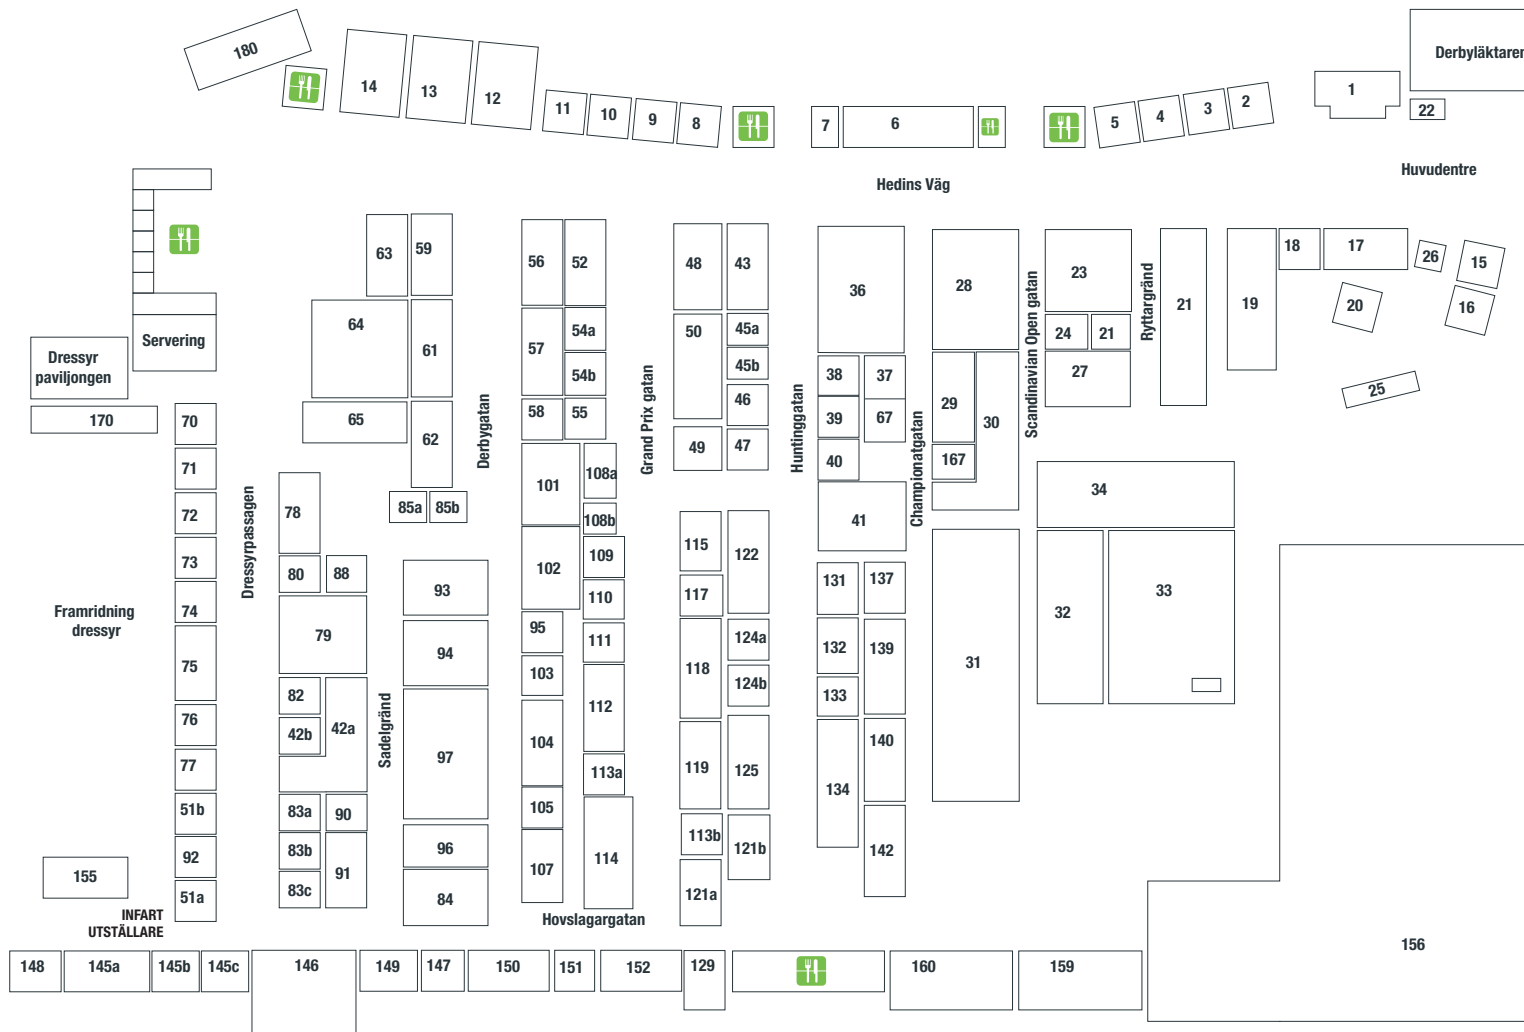 180
14
13
12
11
10
9
8
7
6
5
4
3
2
1
Derbyläktaren
22
Hedins Väg
Huvudentre
63
59
56
52
48
43
36
28
23
21
19
18
17
26
15
20
16
25
64
61
57
54a
54b
50
45a
45b
46
38
37
39
67
29
30
24
21
27
Servering
Dressyr
paviljongen
170
65
62
58
55
49
47
40
167
41
34
Derbygatan
Grand Prix gatan
Huntinggatan
Championatgatan
Scandinavian Open gatan
Ryttargränd
70
71
72
73
74
75
76
77
51b
92
51a
Dressyrpassagen
Framridning
dressyr
78
85a
85b
80
88
79
82
42b
42a
83a
90
83b
91
83c
Sadelgränd
93
94
97
96
84
101
108a
108b
102
109
110
95
111
103
112
104
113a
105
107
114
Hovslagargatan
115
122
117
124a
118
124b
119
125
113b
121b
121a
131
137
132
139
133
140
134
142
31
32
33
155
INFART
UTSTÄLLARE
148
145a
145b
145c
146
149
147
150
151
152
129
160
159
156